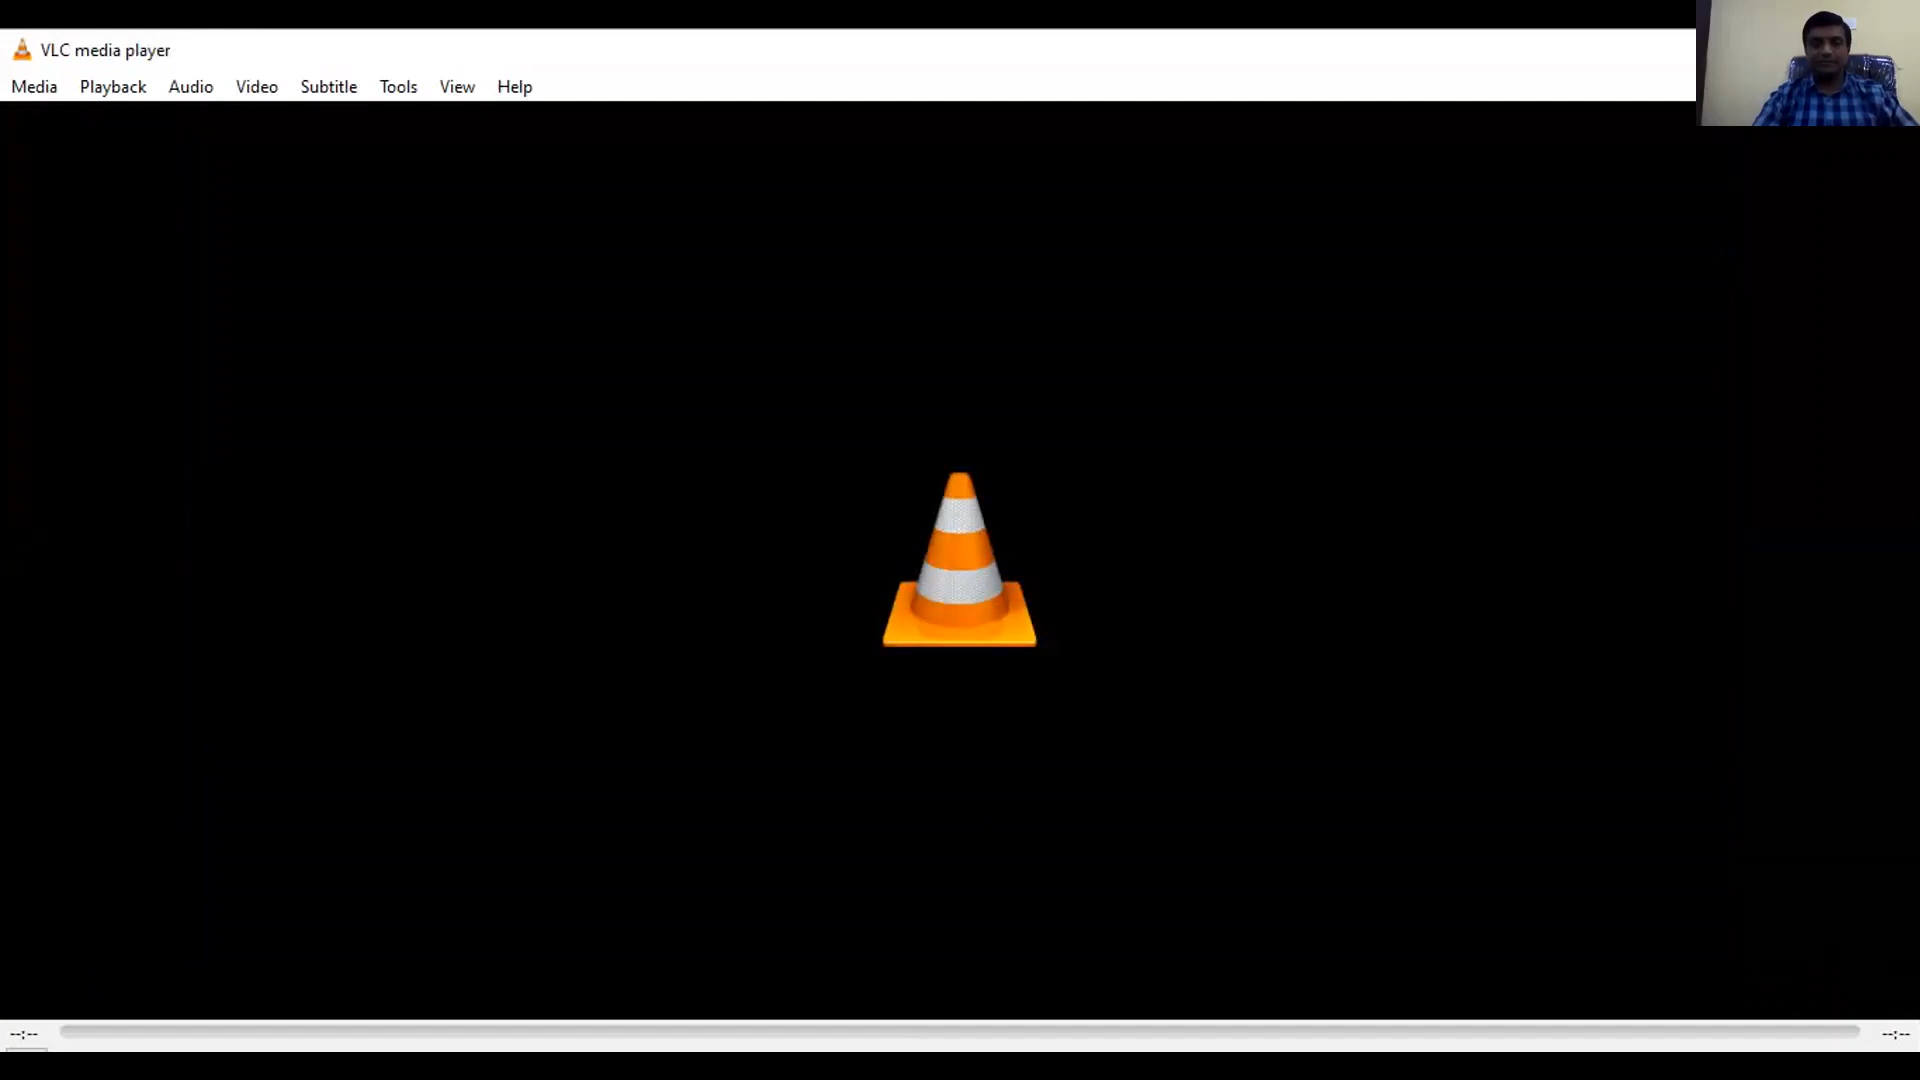 VLC media player
Media Playback Audio Video Subtitle Tools View Help
--:-- --:--